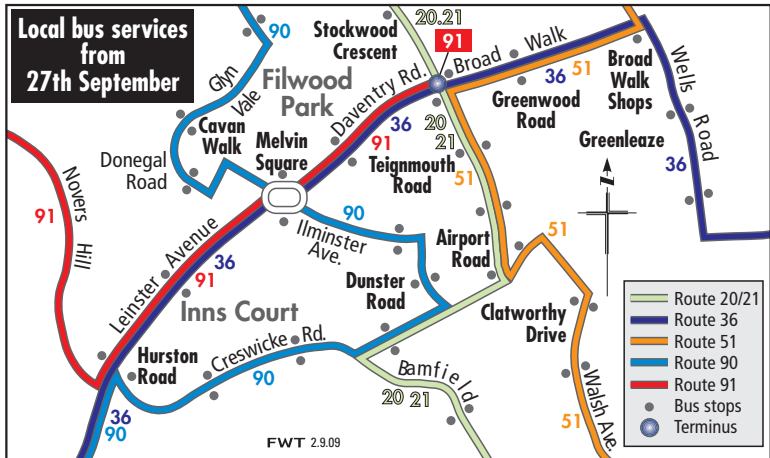 Local bus services
from
27th September
90
Stockwood
Crescent
20.21
91
Broad Walk
36 51
Broad
Walk
Shops
Wells Road
Glyn Vale
Filwood
Park
Daventry Rd.
Greenwood
Road
Cavan
Walk
Melvin
Square
36
91
20
21
Teignmouth
Road
51
Greenleaze
36
N
Donegal
Road
Novers Hill
91
Leinster Avenue
36
91
90
Ilminster
Ave.
Airport
Road
51
Inns Court
Dunster
Road
Clatworthy
Drive
Hurston
Road
Creswicke Rd.
90
Bamfield
20 21
Walsh Ave.
51
36
90
FWT 2.9.09
Route 20/21
Route 36
Route 51
Route 90
Route 91
Bus stops
Terminus